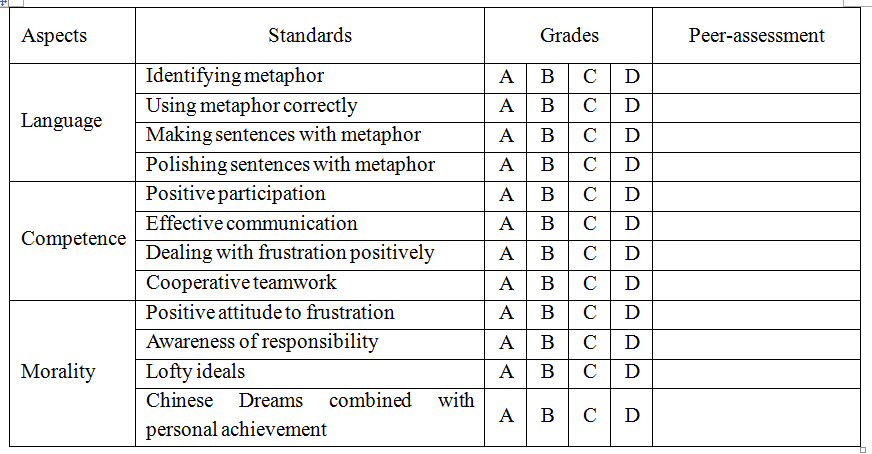 Aspects Standards Grades Peer-assessment
Language
Identifying metaphor A B C D
Using metaphor correctly A B C D
Making sentences with metaphor A B C D
Polishing sentences with metaphor A B C D
Competence
Positive participation A B C D
Effective communication A B C D
Dealing with frustration positively A B C D
Cooperative teamwork A B C D
Morality
Positive attitude to frustration A B C D
Awareness of responsibility A B C D
Lofty ideals A B C D
Chinese Dreams combined with
personal achievement A B C D